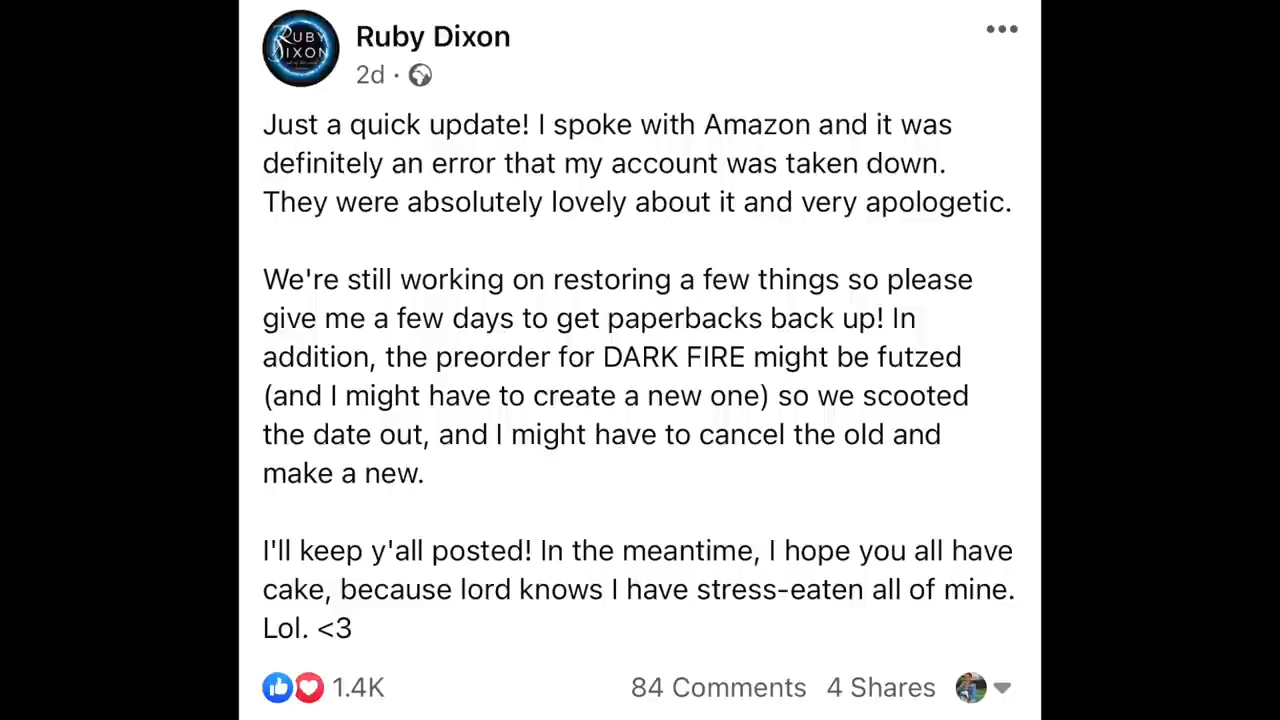 Ruby Dixon
2d ·
Just a quick update! I spoke with Amazon and it was
definitely an error that my account was taken down.
They were absolutely lovely about it and very apologetic.
We're still working on restoring a few things so please
give me a few days to get paperbacks back up! In
addition, the preorder for DARK FIRE might be futzed
(and I might have to create a new one) so we scooted
the date out, and I might have to cancel the old and
make a new.
I'll keep y'all posted! In the meantime, I hope you all have
cake, because lord knows I have stress-eaten all of mine.
Lol. <3
1.4K 84 Comments 4 Shares
RUBY
DIXON